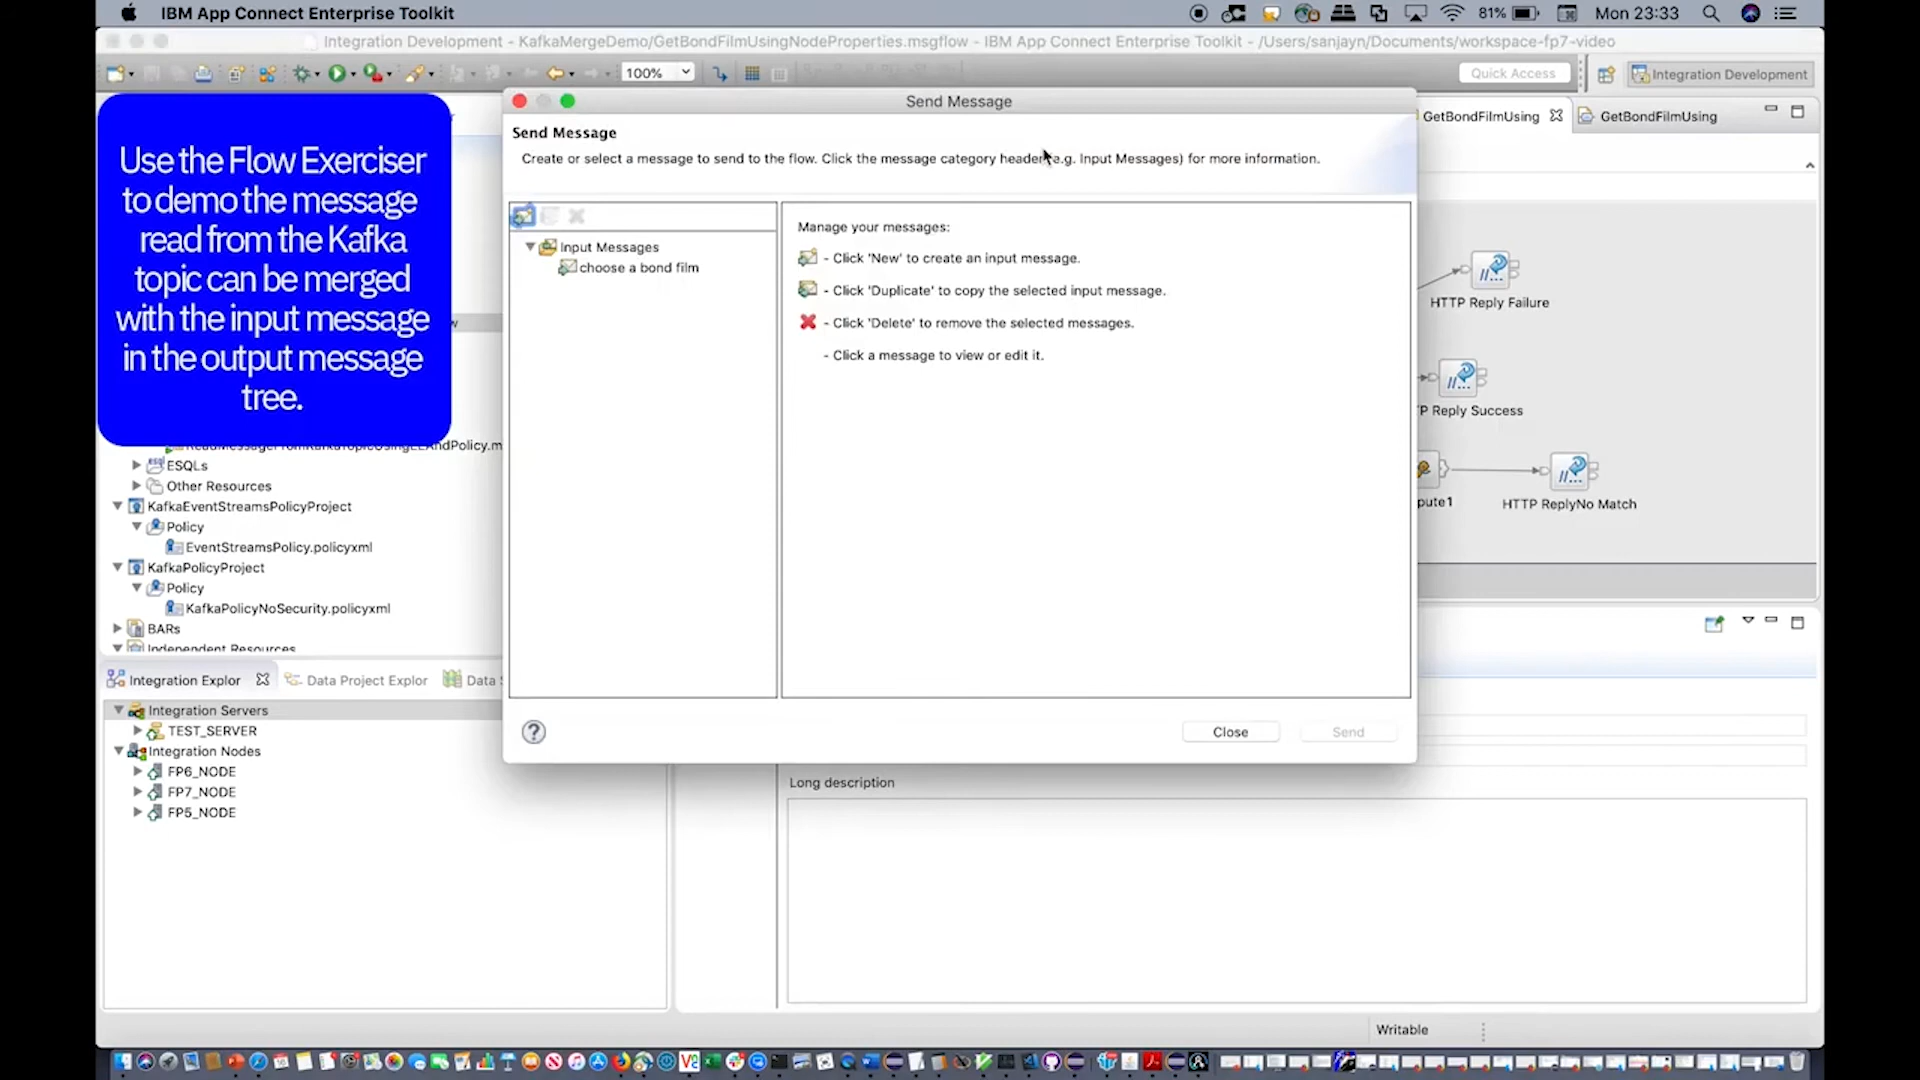 IBM App Connect Enterprise Toolkit
81%
Mon 23:33
Integration Development - KafkaMergeDemo/GetBondFilmUsingNodeProperties.msgflow - IBM App Connect Enterprise Toolkit - /Users/sanjayn/Documents/workspace-fp7-video
100%
Quick Access
Integration Development
Use the Flow Exerciser
to demo the message
read from the Kafka
topic can be merged
with the input message
in the output message
tree.
Send Message
Send Message
Create or select a message to send to the flow. Click the message category header (e.g. Input Messages) for more information.
Input Messages
choose a bond film
Manage your messages:
- Click 'New' to create an input message.
- Click 'Duplicate' to copy the selected input message.
- Click 'Delete' to remove the selected messages.
- Click a message to view or edit it.
Close
Send
GetBondFilmUsing
GetBondFilmUsing
HTTP Reply Failure
P Reply Success
pute1
HTTP ReplyNo Match
ESQLs
Other Resources
KafkaEventStreamsPolicyProject
Policy
EventStreamsPolicy.policyxml
KafkaPolicyProject
Policy
KafkaPolicyNoSecurity.policyxml
BARs
Independent Resources
Integration Explor
Data Project Explor
Data S
Integration Servers
TEST_SERVER
Integration Nodes
FP6_NODE
FP7_NODE
FP5_NODE
Long description
Writable